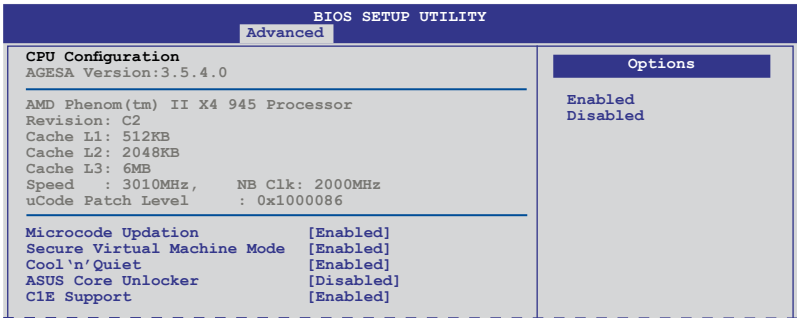 BIOS SETUP UTILITY
Advanced
CPU Configuration
AGESA Version:3.5.4.0
AMD Phenom(tm) II X4 945 Processor
Revision: C2
Cache L1: 512KB
Cache L2: 2048KB
Cache L3: 6MB
Speed : 3010MHz, NB Clk: 2000MHz
uCode Patch Level : 0x1000086
Microcode Updation [Enabled]
Secure Virtual Machine Mode [Enabled]
Cool‘n’Quiet [Enabled]
ASUS Core Unlocker [Disabled]
C1E Support [Enabled]
Options
Enabled
Disabled